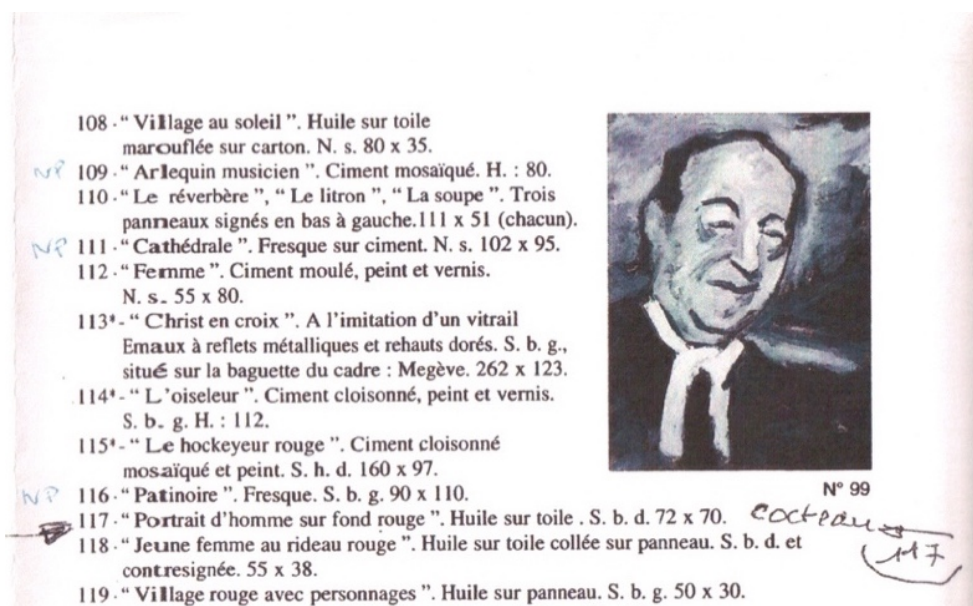 108 - “ Village au soleil ”. Huile sur toile
marouflée sur carton. N. s. 80 x 35.
NP 109 - “ Arlequin musicien ”. Ciment mosaïqué. H. : 80.
110 - “ Le réverbère ”, “ Le litron ”, “ La soupe ”. Trois
panneaux signés en bas à gauche.111 x 51 (chacun).
NP 111 - “ Cathédrale ”. Fresque sur ciment. N. s. 102 x 95.
112 - “ Femme ”. Ciment moulé, peint et vernis.
N. s. 55 x 80.
113*- “ Christ en croix ”. A l’imitation d’un vitrail
Emaux à reflets métalliques et rehauts dorés. S. b. g.,
situé sur la baguette du cadre : Megève. 262 x 123.
114*- “ L’oiseleur ”. Ciment cloisonné, peint et vernis.
S. b. g. H. : 112.
115*- “ Le hockeyeur rouge ”. Ciment cloisonné
mosaïqué et peint. S. h. d. 160 x 97.
NP 116 - “ Patinoire ”. Fresque. S. b. g. 90 x 110.
N° 99
117 - “ Portrait d’homme sur fond rouge ”. Huile sur toile . S. b. d. 72 x 70. Cocteau
117
118 - “ Jeune femme au rideau rouge ”. Huile sur toile collée sur panneau. S. b. d. et
contresignée. 55 x 38.
119 - “ Village rouge avec personnages ”. Huile sur panneau. S. b. g. 50 x 30.